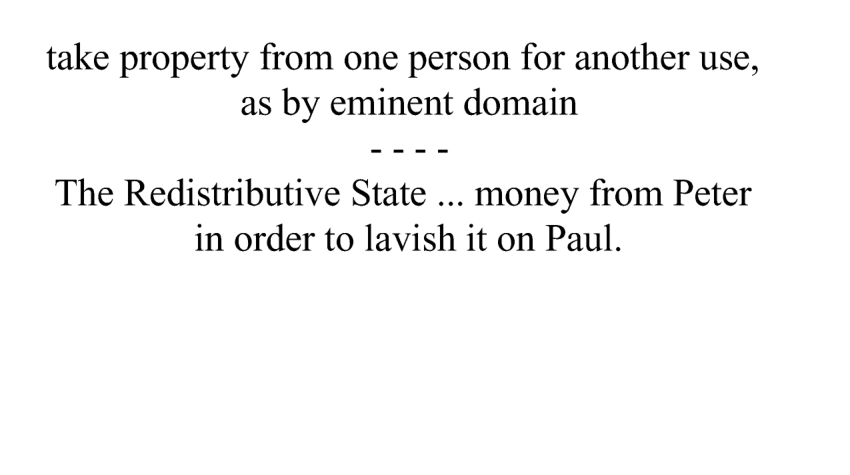 take property from one person for another use,
as by eminent domain
- - - -
The Redistributive State ... money from Peter
in order to lavish it on Paul.